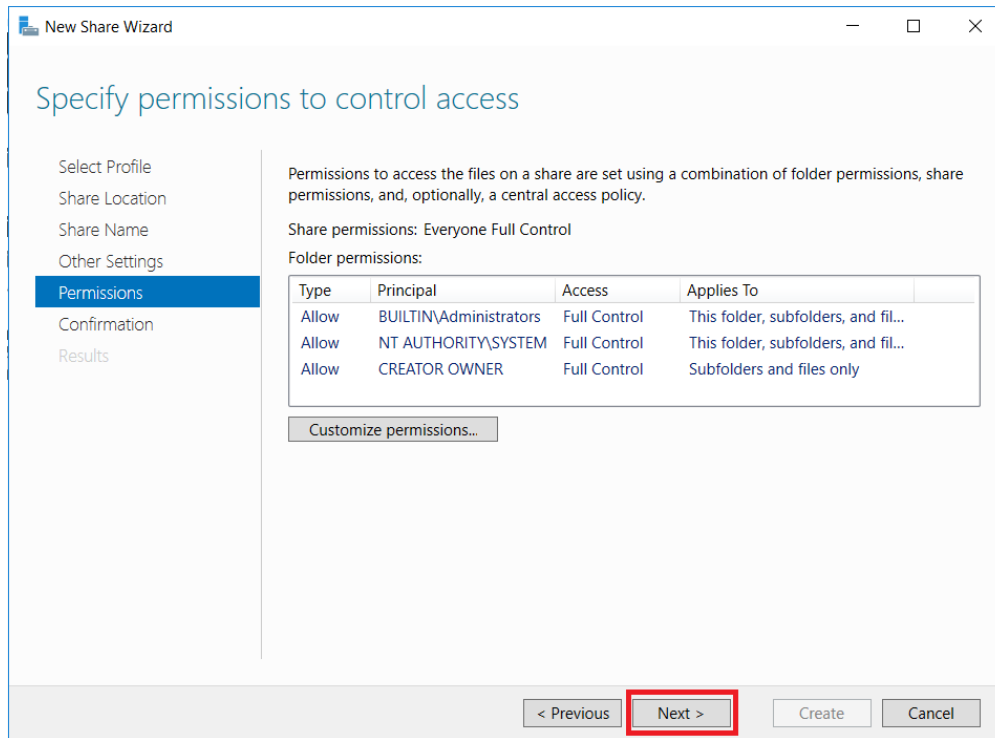 New Share Wizard
Specify permissions to control access
Select Profile
Share Location
Share Name
Other Settings
Permissions
Confirmation
Results
Permissions to access the files on a share are set using a combination of folder permissions, share
permissions, and, optionally, a central access policy.
Share permissions: Everyone Full Control
Folder permissions:
Type Principal Access Applies To
Allow BUILTIN\Administrators Full Control This folder, subfolders, and fil...
Allow NT AUTHORITY\SYSTEM Full Control This folder, subfolders, and fil...
Allow CREATOR OWNER Full Control Subfolders and files only
Customize permissions...
< Previous Next > Create Cancel